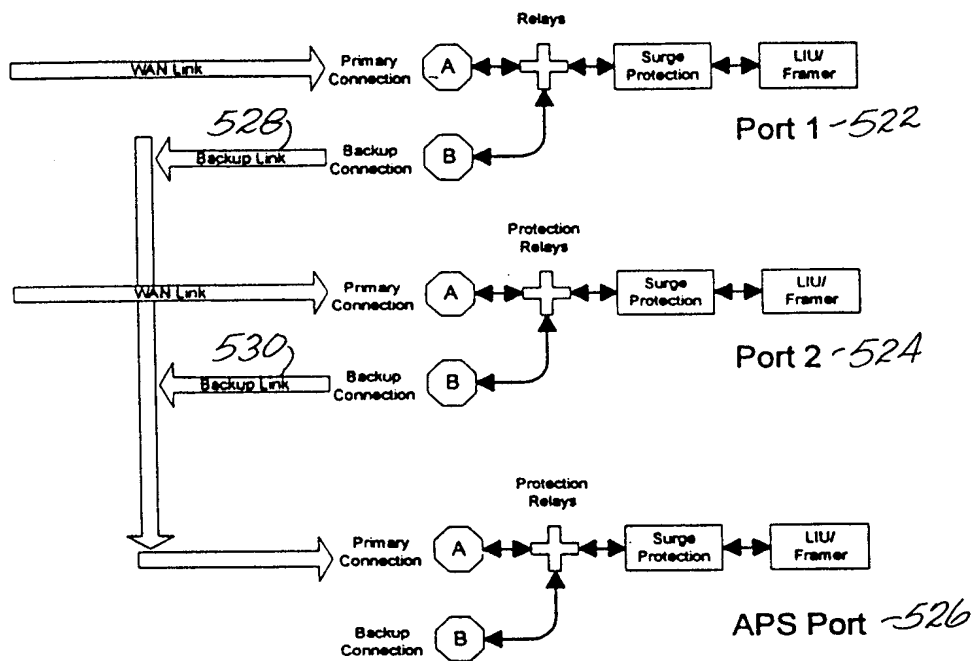 Relays
WAN Link
Primary
Connection
A
Surge
Protection
LIU/
Framer
Port 1 -522
528
Backup Link
Backup
Connection
B
Protection
Relays
WAN Link
Primary
Connection
A
Surge
Protection
LIU/
Framer
Port 2 -524
530
Backup Link
Backup
Connection
B
Protection
Relays
Primary
Connection
A
Surge
Protection
LIU/
Framer
APS Port -526
Backup
Connection
B